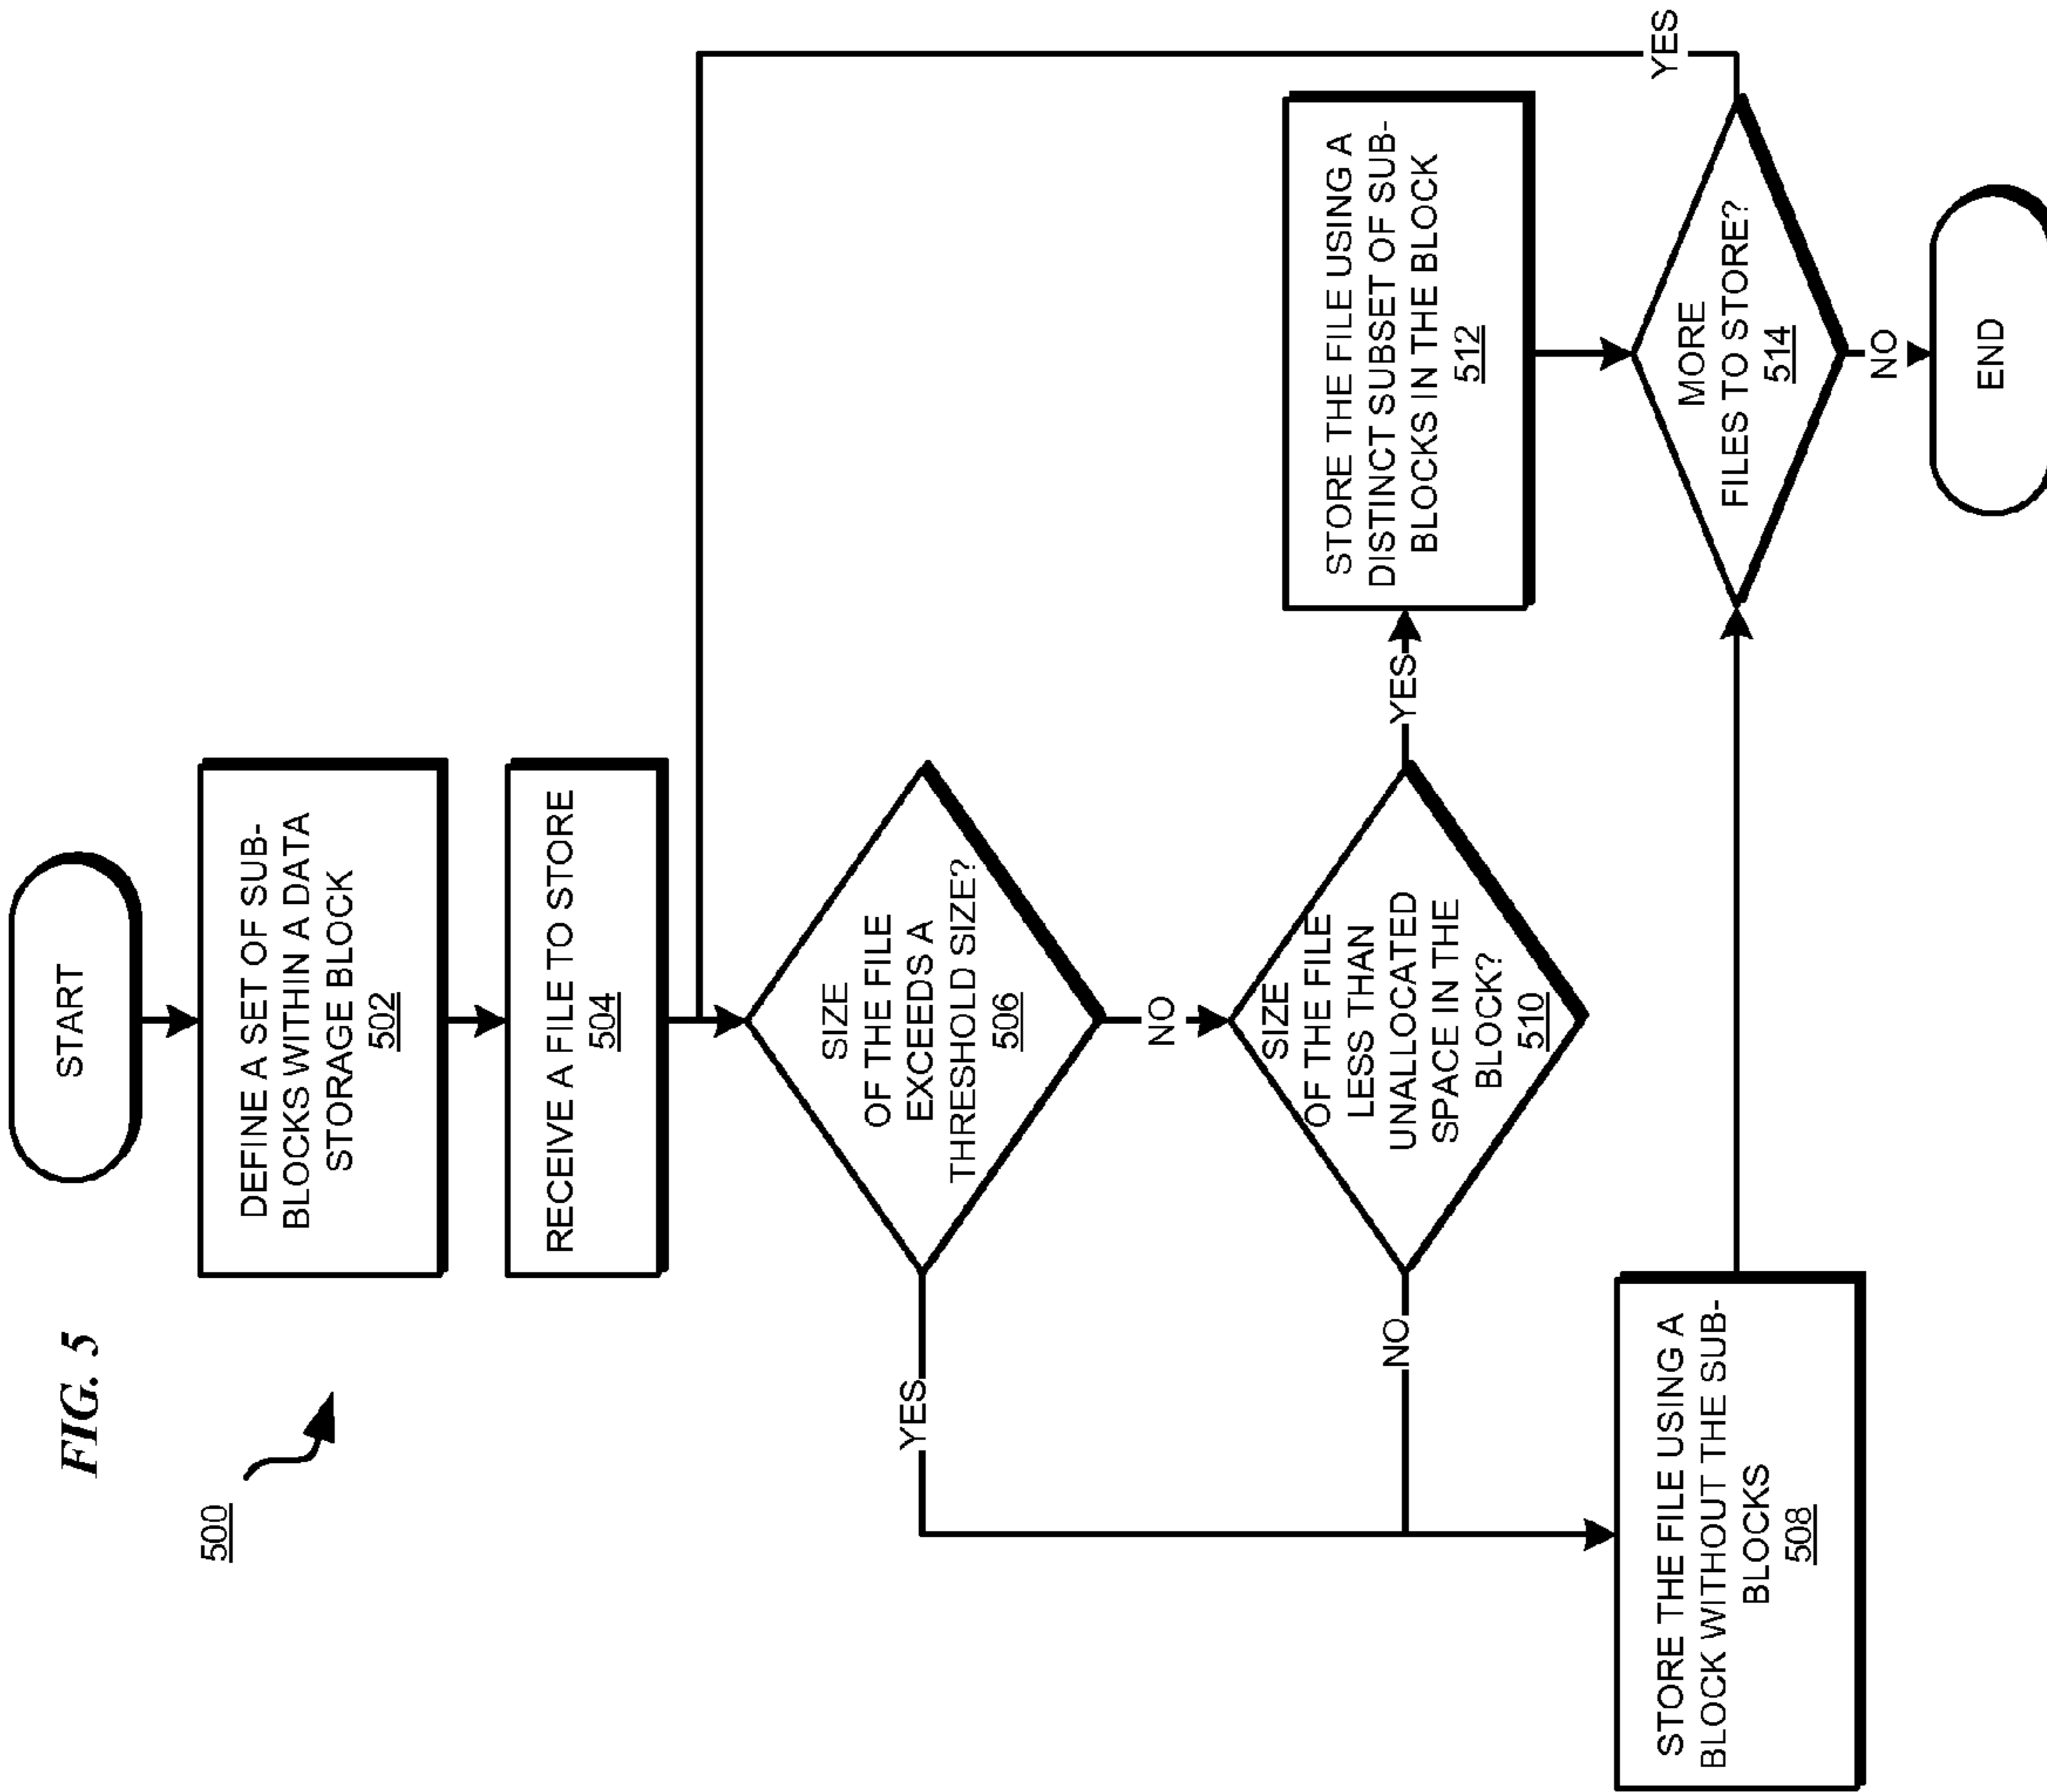 FIG. 5
500
START
DEFINE A SET OF SUB-
BLOCKS WITHIN A DATA
STORAGE BLOCK
502
RECEIVE A FILE TO STORE
504
SIZE
OF THE FILE
EXCEEDS A
THRESHOLD SIZE?
506
YES
NO
SIZE
OF THE FILE
LESS THAN
UNALLOCATED
SPACE IN THE
BLOCK?
510
NO
YES
STORE THE FILE USING A
BLOCK WITHOUT THE SUB-
BLOCKS
508
STORE THE FILE USING A
DISTINCT SUBSET OF SUB-
BLOCKS IN THE BLOCK
512
MORE
FILES TO STORE?
514
YES
NO
END